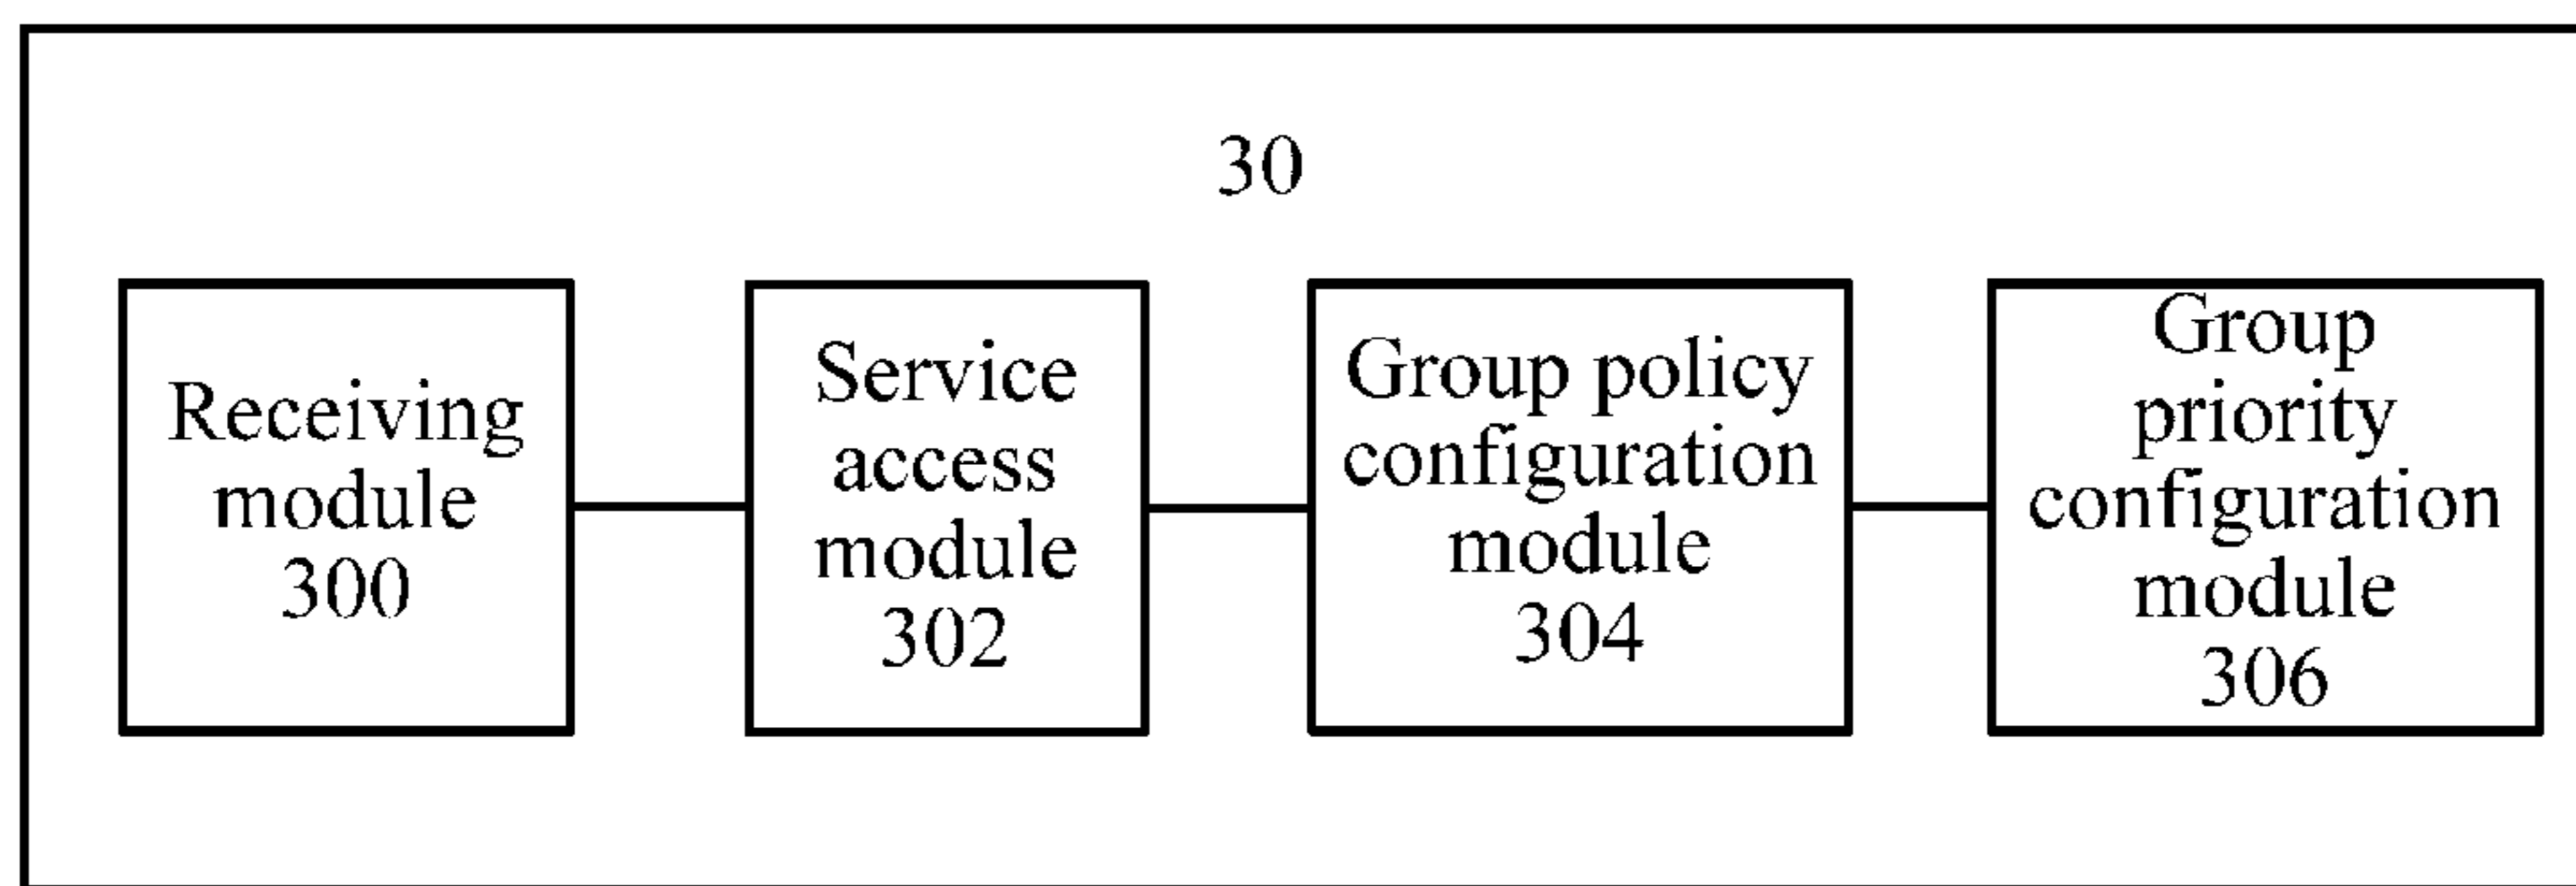 30
Receiving
module
300
Service
access
module
302
Group policy
configuration
module
304
Group
priority
configuration
module
306